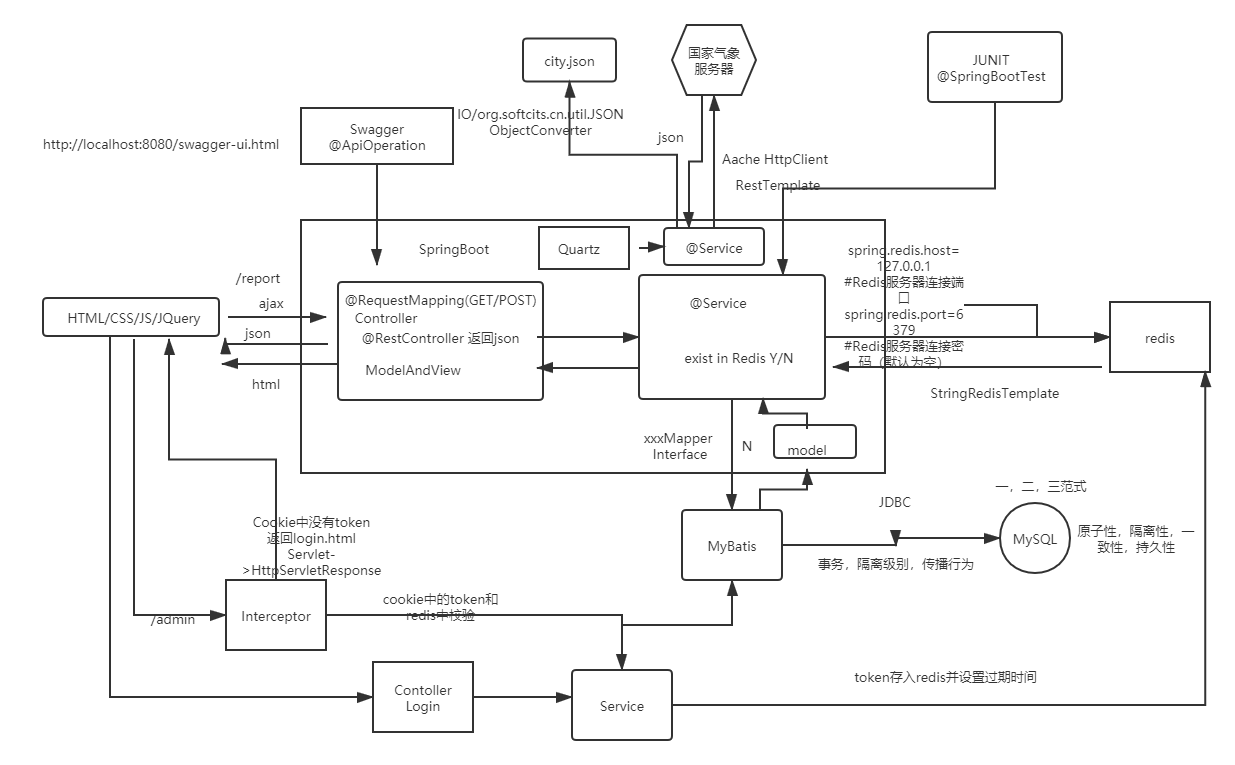 city.json
国家气象
服务器
JUNIT
@SpringBootTest
IO/org.softcits.cn.util.JSON
ObjectConverter
Swagger
@ApiOperation
http://localhost:8080/swagger-ui.html
json
Aache HttpClient
RestTemplate
SpringBoot
Quartz
@Service
spring.redis.host=
127.0.0.1
#Redis服务器连接端
口
spring.redis.port=6
379
#Redis服务器连接密
码（默认为空）
/report
ajax
HTML/CSS/JS/JQuery
json
html
@RequestMapping(GET/POST)
Controller
@RestController 返回json
ModelAndView
@Service
exist in Redis Y/N
redis
StringRedisTemplate
xxxMapper
Interface
N
model
一，二，三范式
JDBC
MyBatis
MySQL
原子性，隔离性，一
致性，持久性
事务，隔离级别，传播行为
Cookie中没有token
返回login.html
Servlet-
>HttpServletResponse
Interceptor
/admin
cookie中的token和
redis中校验
Contoller
Login
Service
token存入redis并设置过期时间